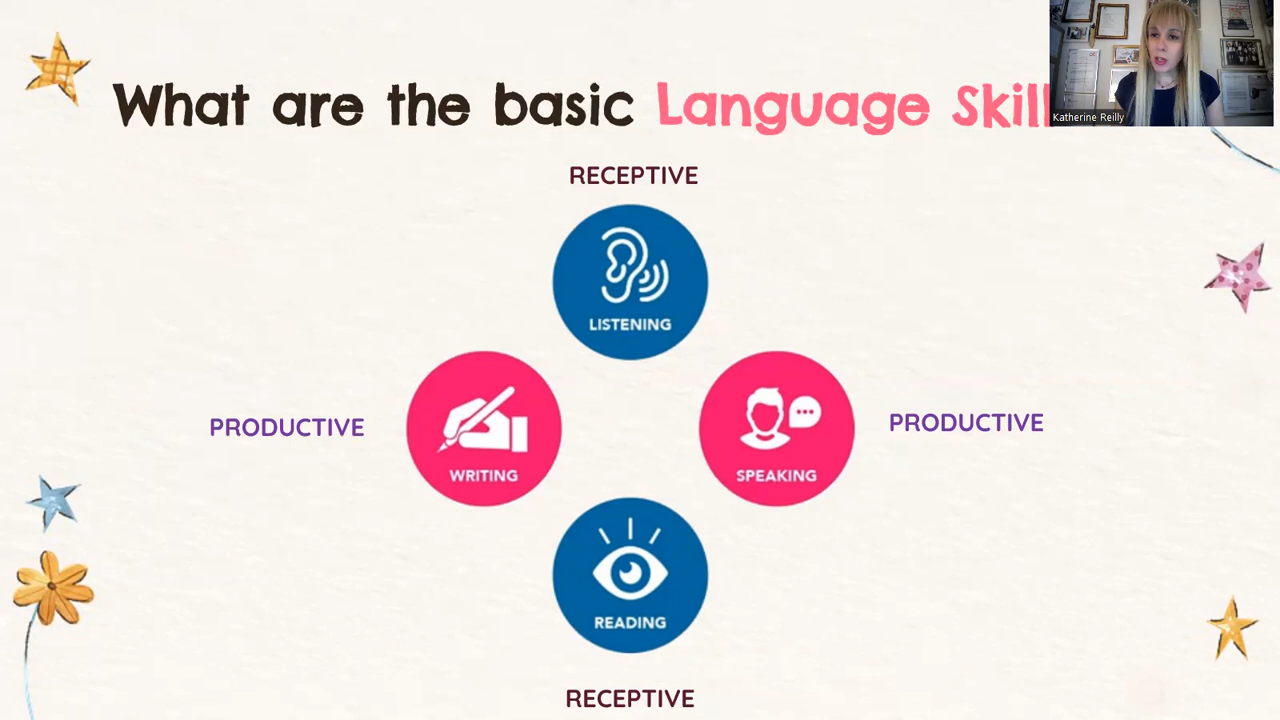 What are the basic Language Skill
Katherine Reilly
RECEPTIVE
LISTENING
PRODUCTIVE
WRITING
SPEAKING
PRODUCTIVE
READING
RECEPTIVE